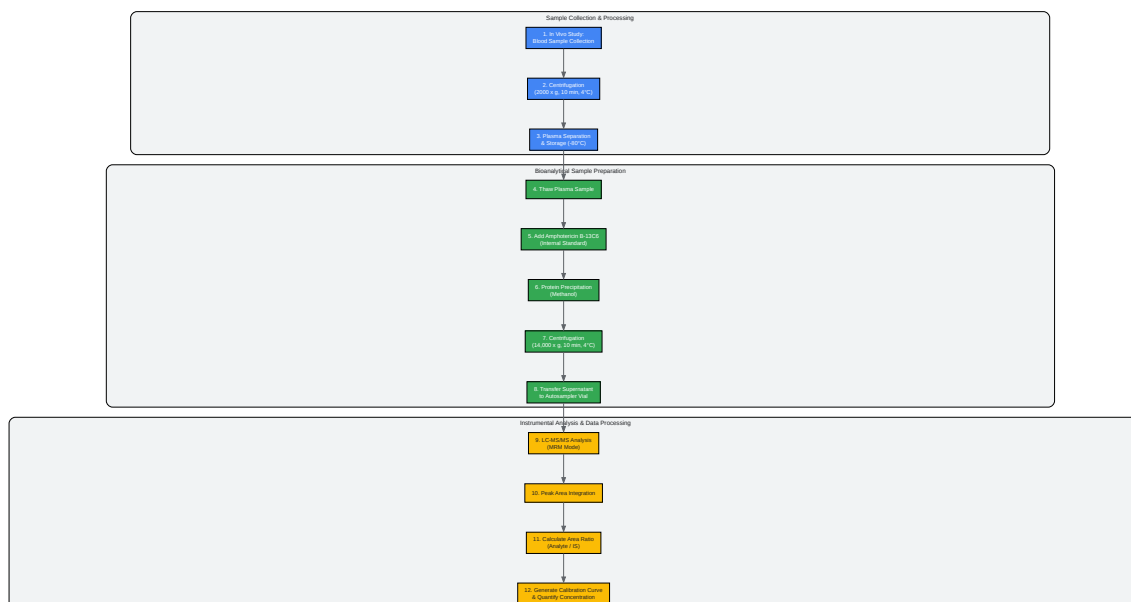 Sample Collection & Processing
1. In Vivo Study:
Blood Sample Collection
2. Centrifugation
(2000 x g, 10 min, 4°C)
3. Plasma Separation
& Storage (-80°C)
Bioanalytical Sample Preparation
4. Thaw Plasma Sample
5. Add Amphotericin B-13C6
(Internal Standard)
6. Protein Precipitation
(Methanol)
7. Centrifugation
(14,000 x g, 10 min, 4°C)
8. Transfer Supernatant
to Autosampler Vial
Instrumental Analysis & Data Processing
9. LC-MS/MS Analysis
(MRM Mode)
10. Peak Area Integration
11. Calculate Area Ratio
(Analyte / IS)
12. Generate Calibration Curve
& Quantify Concentration